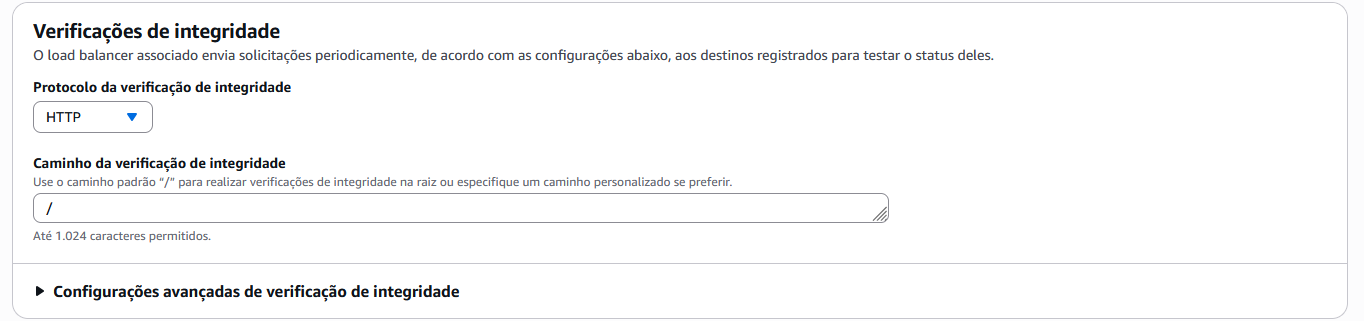 Verificações de integridade
O load balancer associado envia solicitações periodicamente, de acordo com as configurações abaixo, aos destinos registrados para testar o status deles.
Protocolo da verificação de integridade
HTTP
Caminho da verificação de integridade
Use o caminho padrão “/” para realizar verificações de integridade na raiz ou especifique um caminho personalizado se preferir.
/
Até 1.024 caracteres permitidos.
Configurações avançadas de verificação de integridade